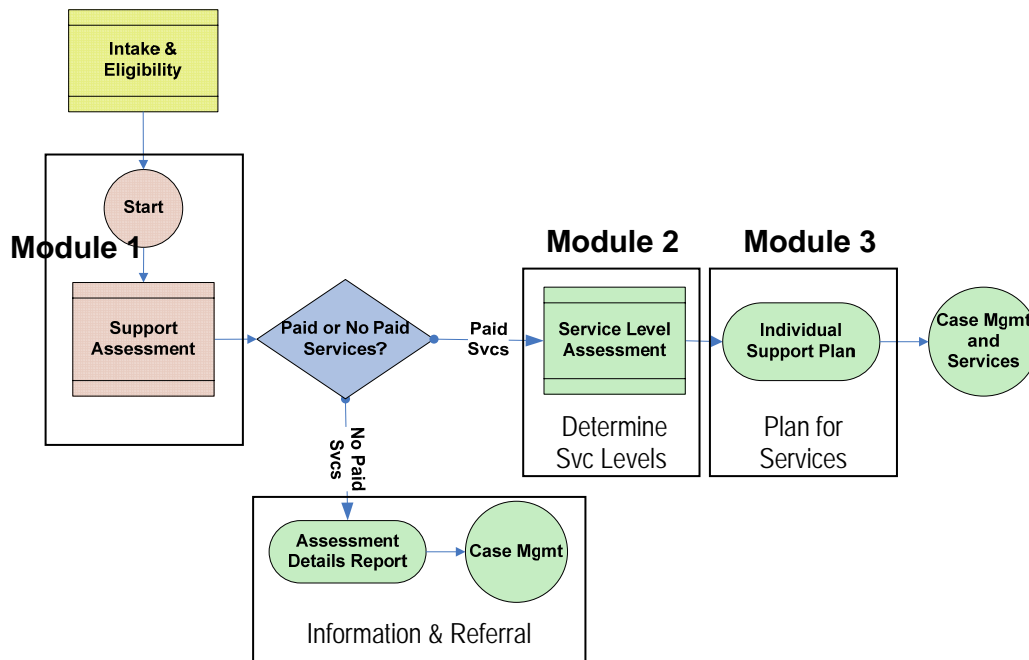 Intake &
Eligibility
Start
Module 1
Support
Assessment
Paid or No Paid
Services?
Paid
Svcs
No Paid
Svcs
Module 2
Service Level
Assessment
Determine
Svc Levels
Module 3
Individual
Support Plan
Plan for
Services
Case Mgmt
and
Services
Assessment
Details Report
Case Mgmt
Information & Referral